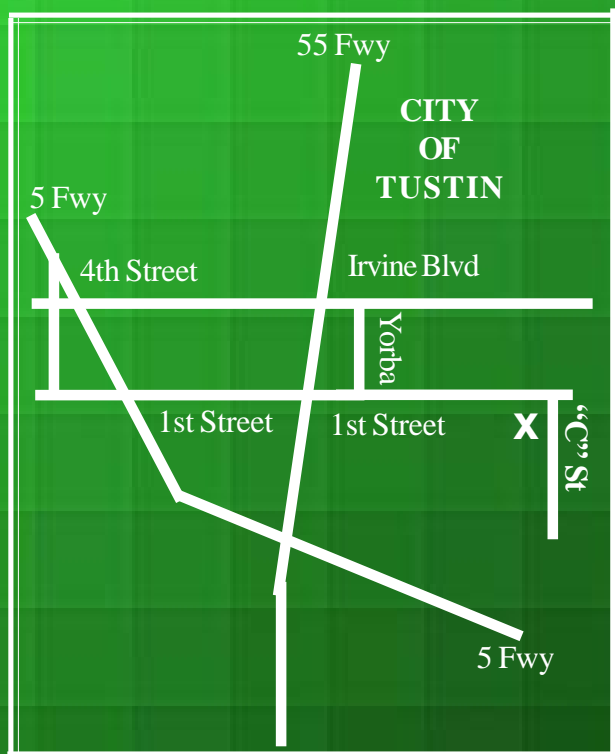 55 Fwy
CITY
OF
TUSTIN
5 Fwy
4th Street
Irvine Blvd
Yorba
1st Street
1st Street
X
“C” St
5 Fwy